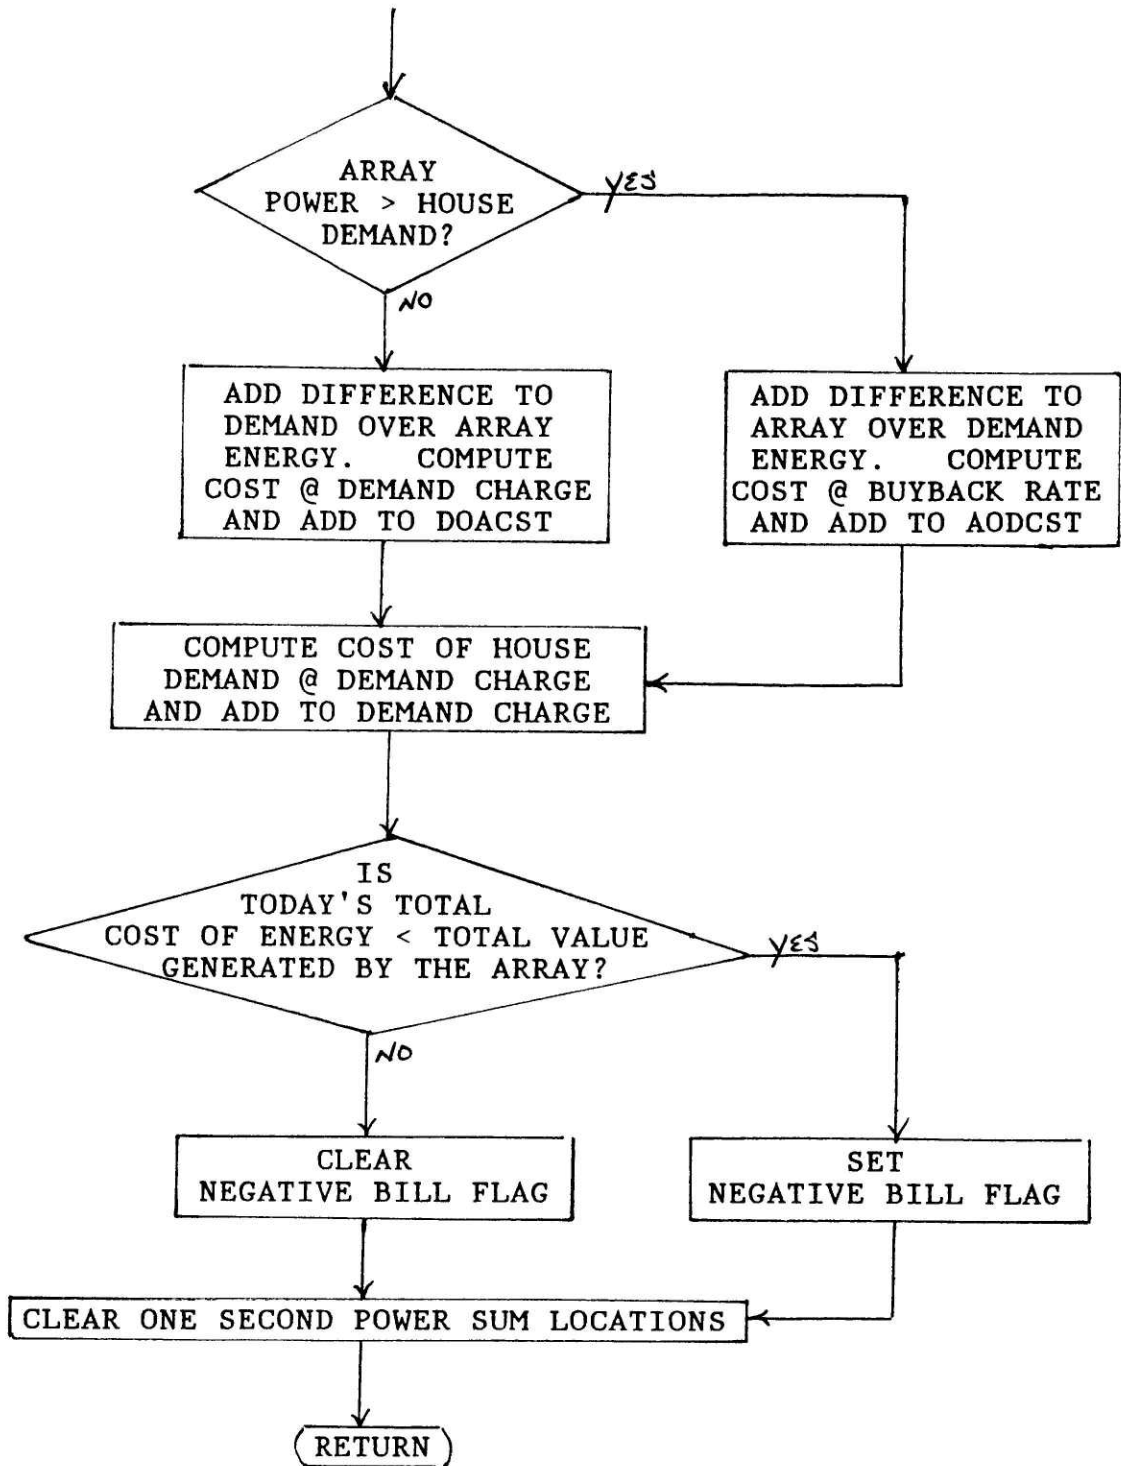 ARRAY
POWER > HOUSE
DEMAND?
YES
NO
ADD DIFFERENCE TO
DEMAND OVER ARRAY
ENERGY. COMPUTE
COST @ DEMAND CHARGE
AND ADD TO DOACST
ADD DIFFERENCE TO
ARRAY OVER DEMAND
ENERGY. COMPUTE
COST @ BUYBACK RATE
AND ADD TO AODCST
COMPUTE COST OF HOUSE
DEMAND @ DEMAND CHARGE
AND ADD TO DEMAND CHARGE
IS
TODAY'S TOTAL
COST OF ENERGY < TOTAL VALUE
GENERATED BY THE ARRAY?
YES
NO
CLEAR
NEGATIVE BILL FLAG
SET
NEGATIVE BILL FLAG
CLEAR ONE SECOND POWER SUM LOCATIONS
RETURN